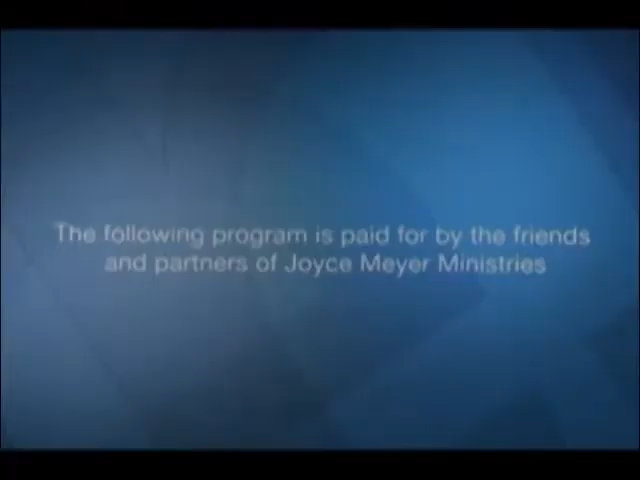 The following program is paid for by the friends
and partners of Joyce Meyer Ministries